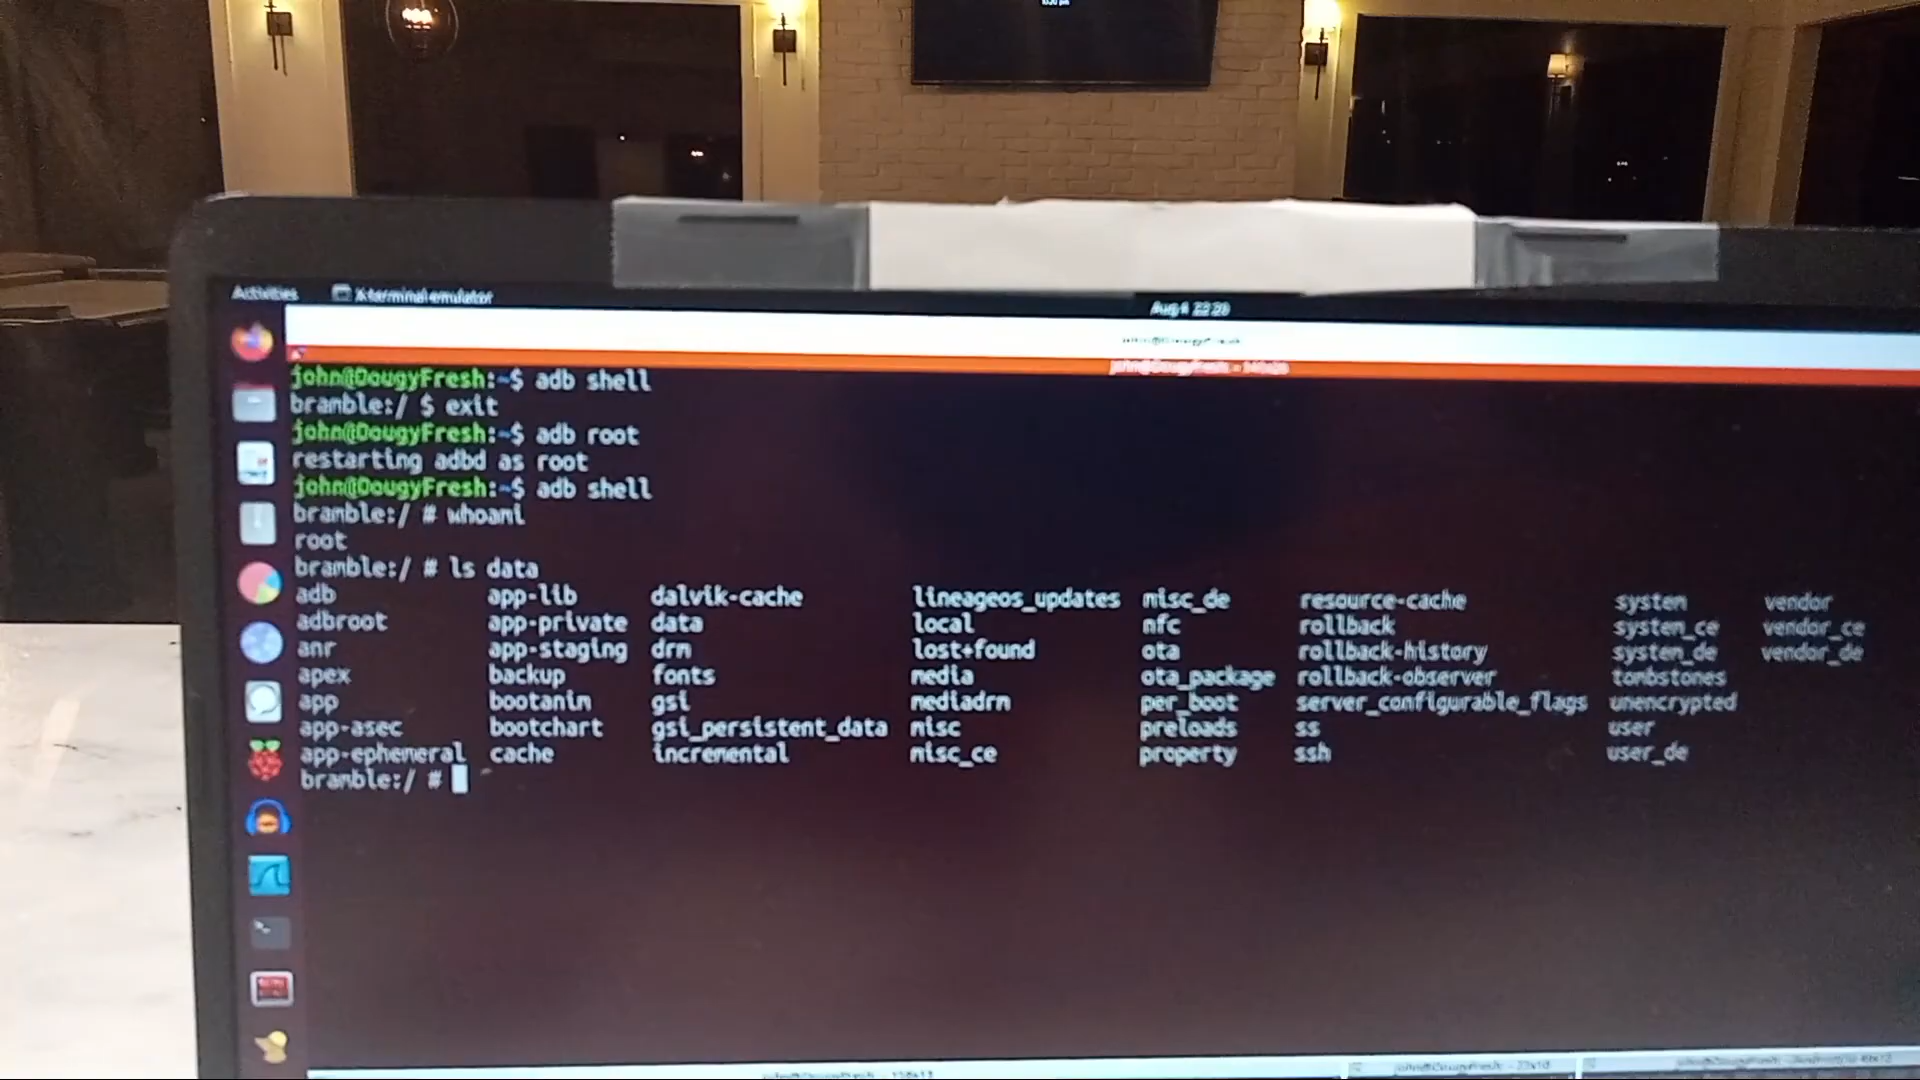 Activities X-terminal-emulator
john@DougyFresh:~$ adb shell
bramble:/ $ exit
john@DougyFresh:~$ adb root
restarting adbd as root
john@DougyFresh:~$ adb shell
bramble:/ # whoami
root
bramble:/ # ls data
adb app-lib dalvik-cache lineageos_updates misc_de resource-cache system vendor
adbroot app-private data local nfc rollback system_ce vendor_ce
anr app-staging drm lost+found ota rollback-history system_de vendor_de
apex backup fonts media ota_package rollback-observer tombstones
app bootanim gsi mediadrm per_boot server_configurable_flags unencrypted
app-asec bootchart gsi_persistent_data misc preloads ss user
app-ephemeral cache incremental misc_ce property ssh user_de
bramble:/ #